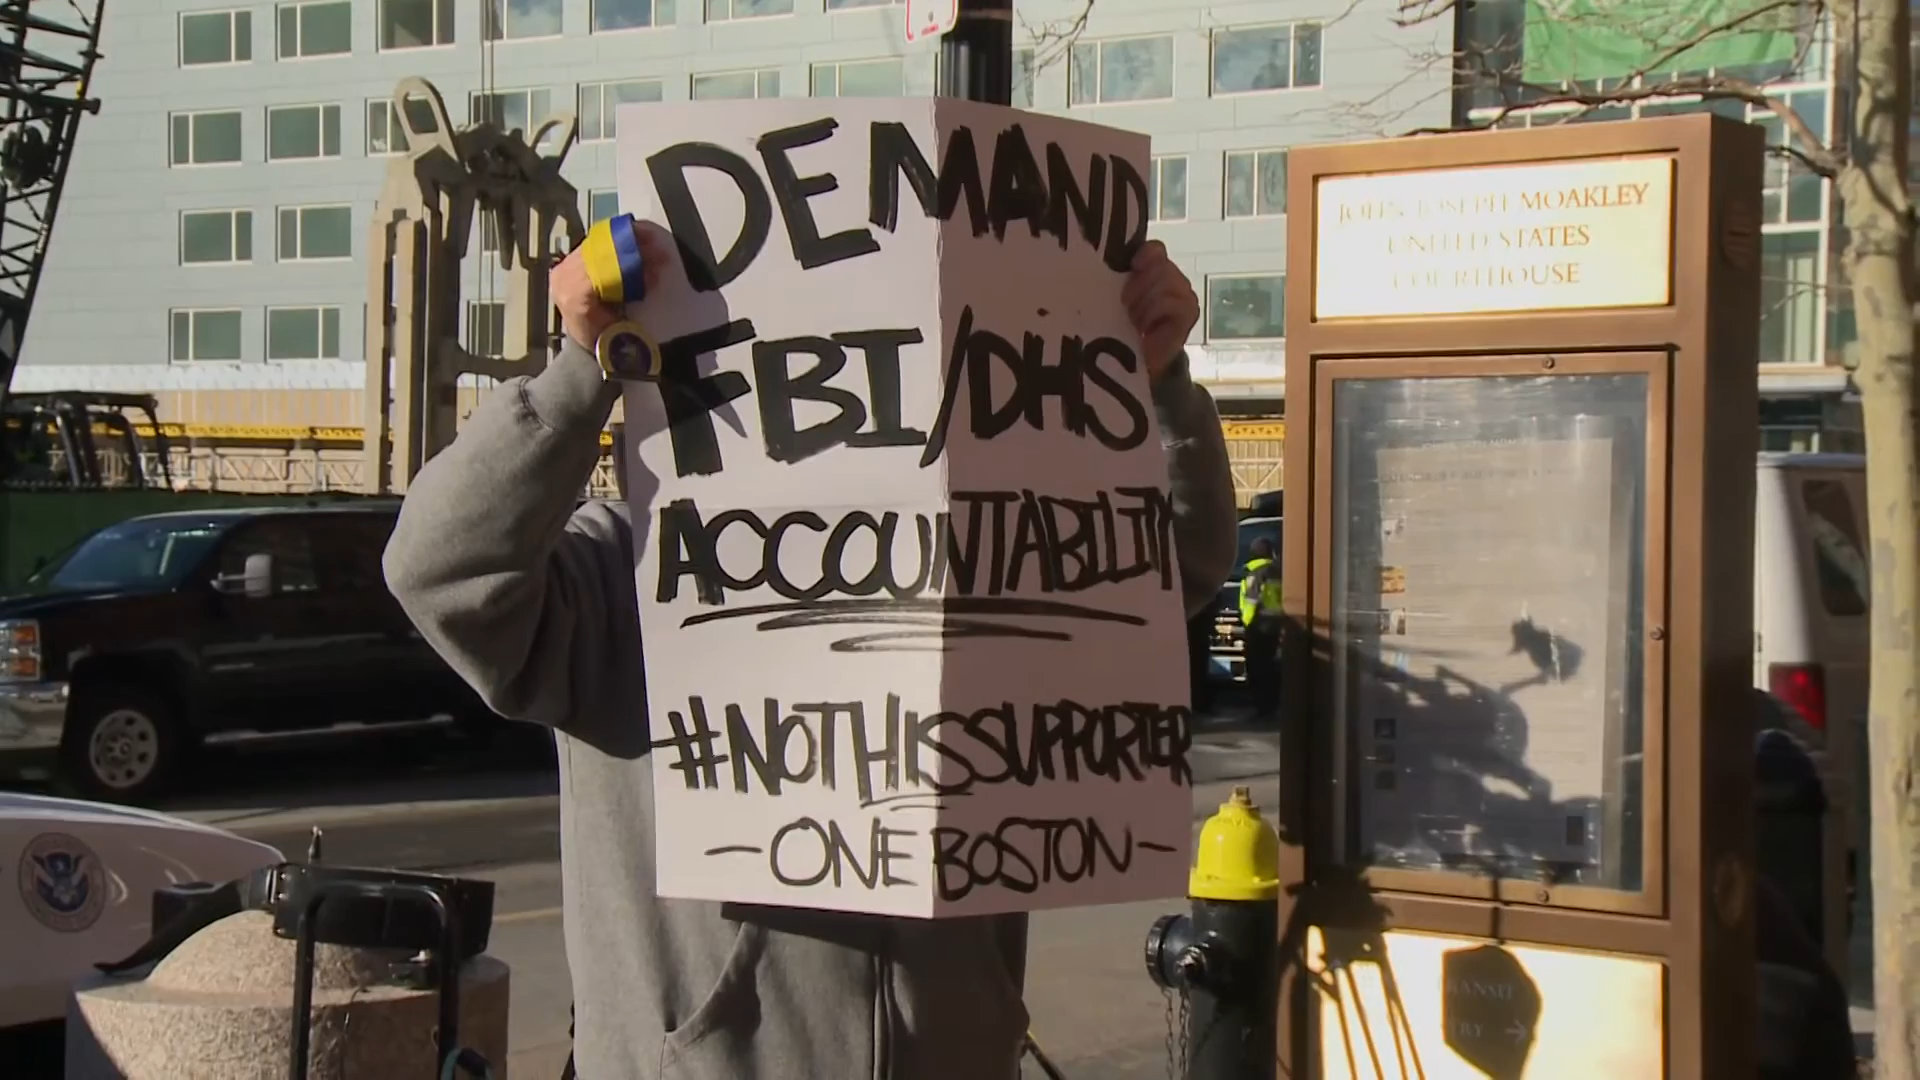 DEMAND
FBI/DHS
ACCOUNTABILITY
#NOTHISSUPPORTER
-ONE BOSTON-
JOHN JOSEPH MOAKLEY
UNITED STATES
COURTHOUSE